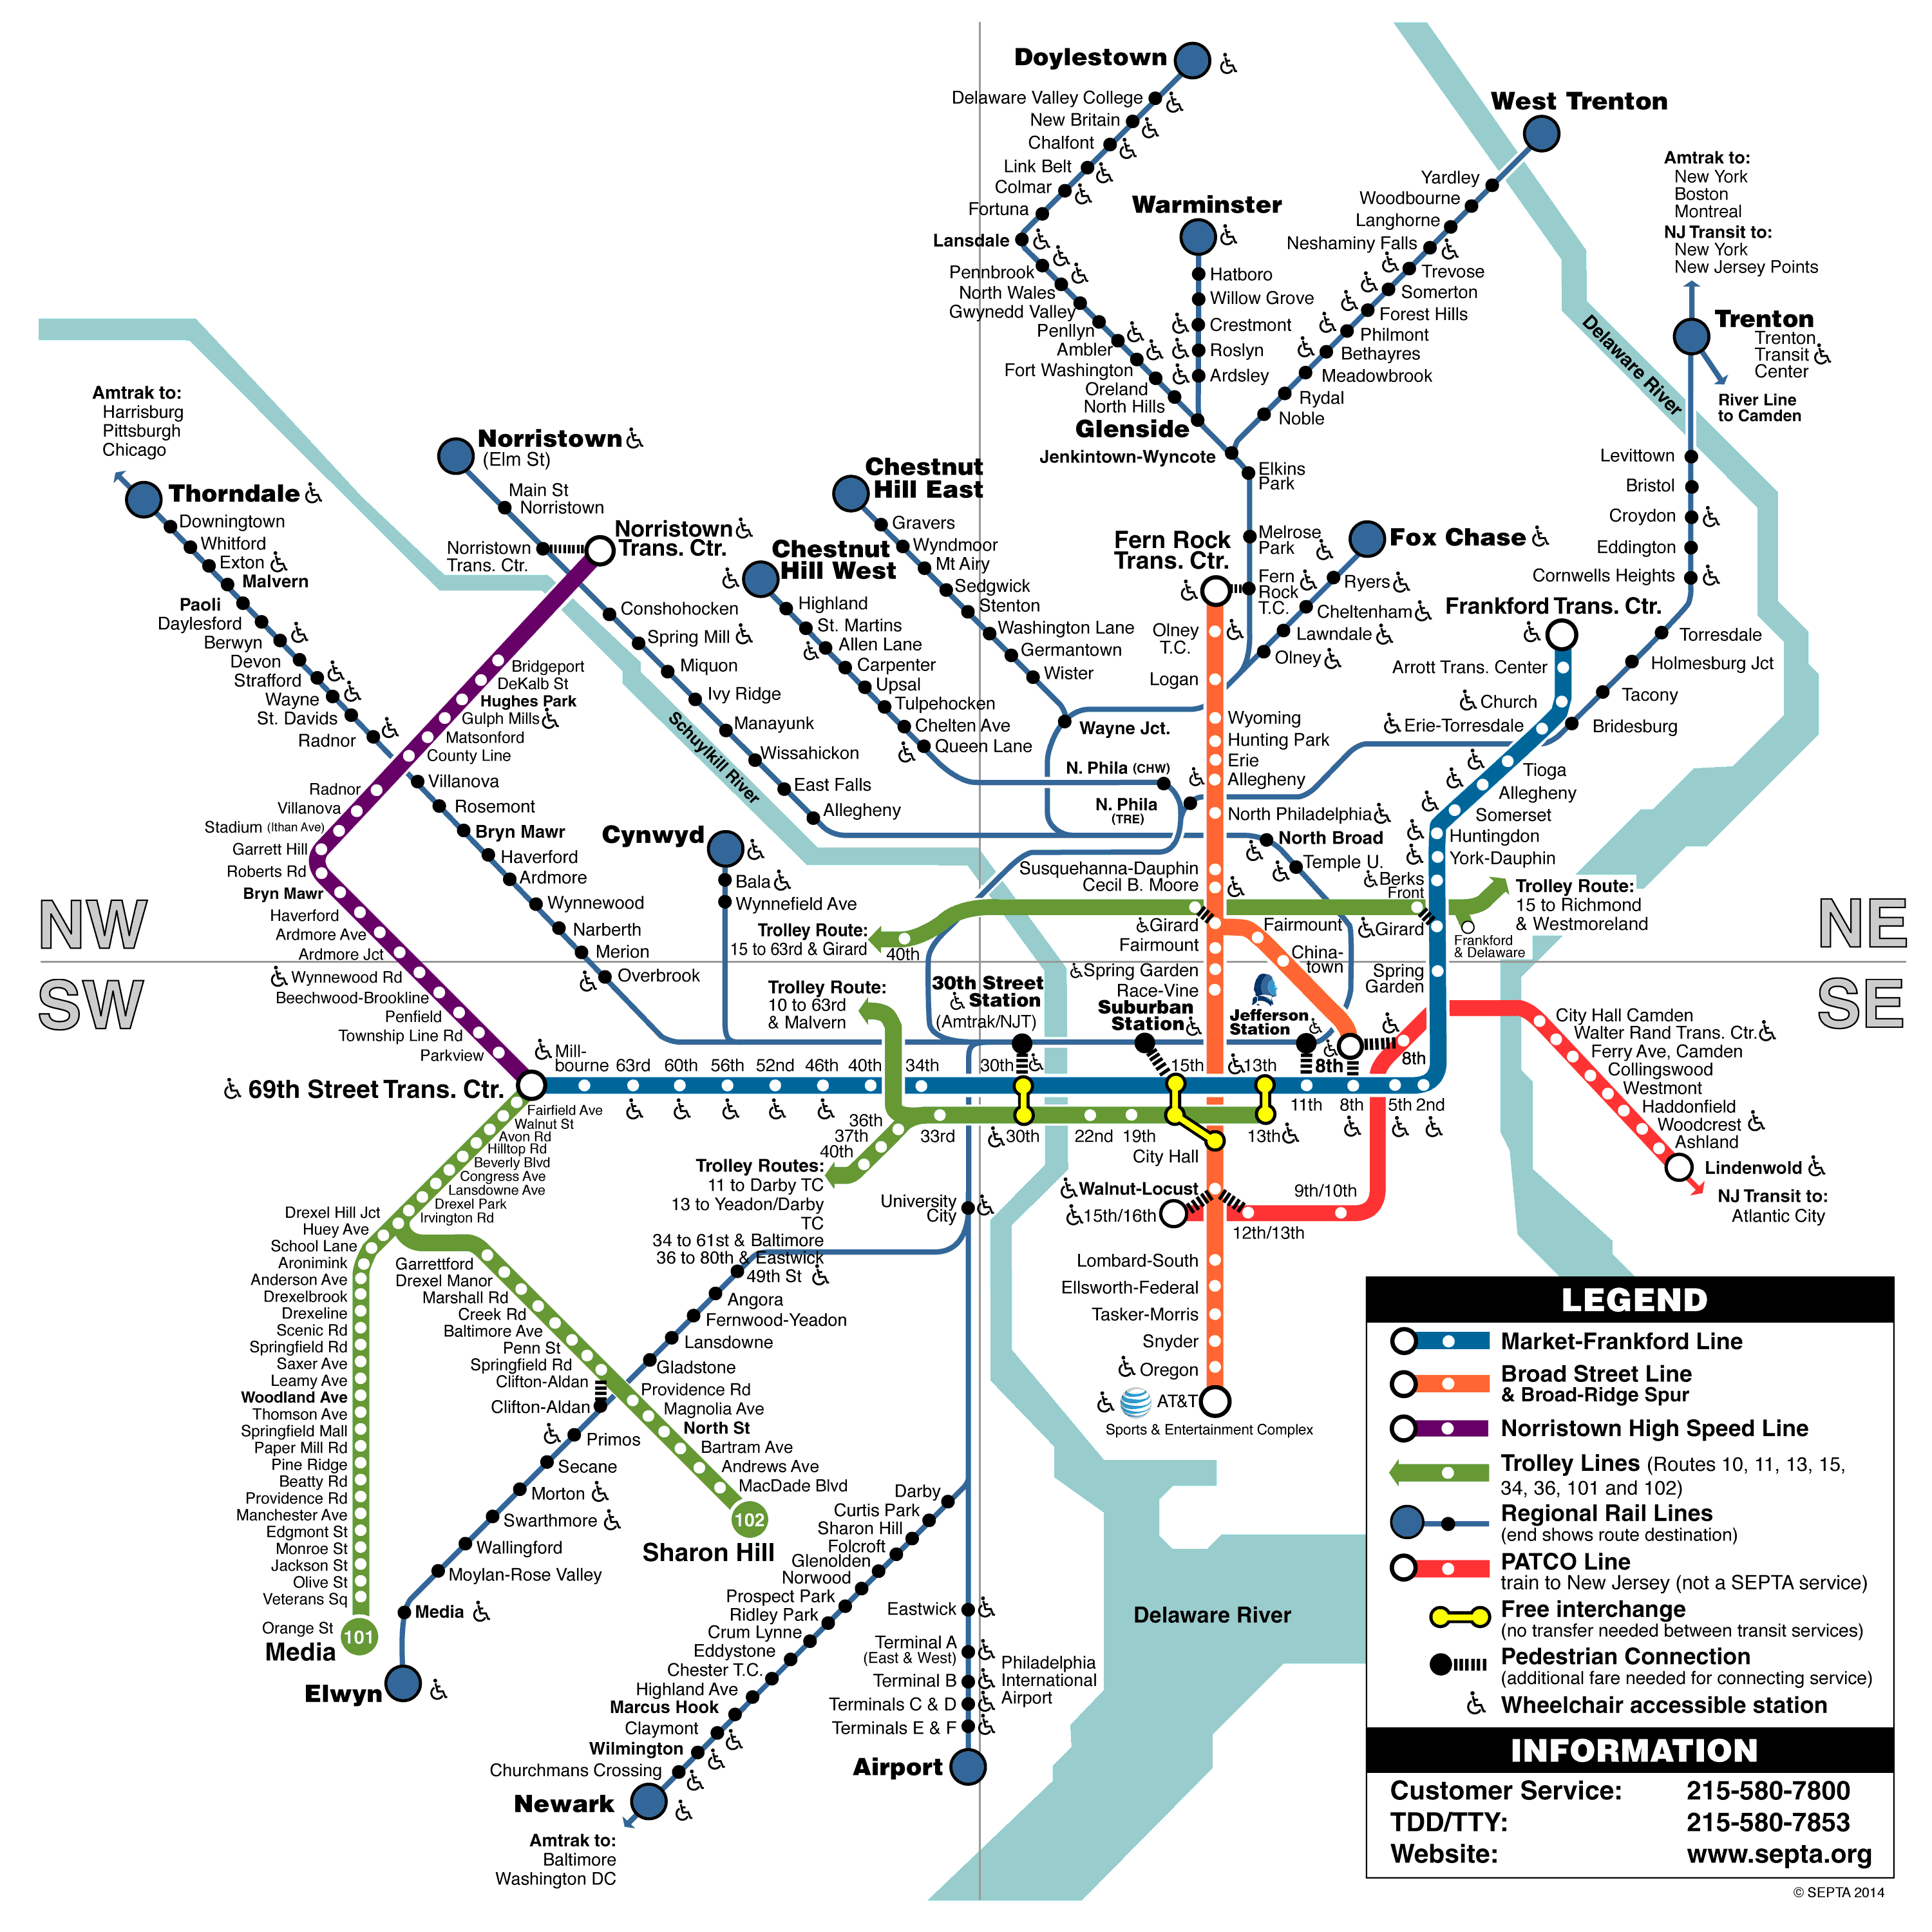 Doylestown
Delaware Valley College
New Britain
Chalfont
Link Belt
Colmar
Fortuna
Lansdale
Pennbrook
North Wales
Gwynedd Valley
Penllyn
Ambler
Fort Washington
Oreland
North Hills
Glenside
Jenkintown-Wyncote
Warminster
Hatboro
Willow Grove
Crestmont
Roslyn
Ardsley
West Trenton
Yardley
Woodbourne
Langhorne
Neshaminy Falls
Trevose
Somerton
Forest Hills
Philmont
Bethayres
Meadowbrook
Rydal
Noble
Elkins
Park
Melrose
Park
Fern
Rock
T.C.
Amtrak to:
New York
Boston
Montreal
NJ Transit to:
New York
New Jersey Points
Trenton
Trenton
Transit
Center
River Line
to Camden
Delaware River
Levittown
Bristol
Croydon
Eddington
Cornwells Heights
Torresdale
Holmesburg Jct
Tacony
Bridesburg
Amtrak to:
Harrisburg
Pittsburgh
Chicago
Thorndale
Downingtown
Whitford
Exton
Malvern
Paoli
Daylesford
Berwyn
Devon
Strafford
Wayne
St. Davids
Radnor
Villanova
Rosemont
Bryn Mawr
Haverford
Ardmore
Wynnewood
Narberth
Merion
Overbrook
Norristown
(Elm St)
Main St
Norristown
Norristown
Trans. Ctr.
Norristown
Trans. Ctr.
Conshohocken
Spring Mill
Miquon
Ivy Ridge
Manayunk
Wissahickon
East Falls
Allegheny
Schuylkill River
Bridgeport
DeKalb St
Hughes Park
Gulph Mills
Matsonford
County Line
Radnor
Villanova
Stadium (Ithan Ave)
Garrett Hill
Roberts Rd
Bryn Mawr
Haverford
Ardmore Ave
Ardmore Jct
Wynnewood Rd
Beechwood-Brookline
Penfield
Township Line Rd
Parkview
69th Street Trans. Ctr.
Chestnut
Hill East
Gravers
Wyndmoor
Mt Airy
Sedgwick
Stenton
Washington Lane
Germantown
Wister
Wayne Jct.
Chestnut
Hill West
Highland
St. Martins
Allen Lane
Carpenter
Upsal
Tulpehocken
Chelten Ave
Queen Lane
N. Phila (CHW)
N. Phila
(TRE)
Cynwyd
Bala
Wynnefield Ave
Fox Chase
Ryers
Cheltenham
Lawndale
Olney
Fern Rock
Trans. Ctr.
Olney
T.C.
Logan
Wyoming
Hunting Park
Erie
Allegheny
North Philadelphia
North Broad
Temple U.
Susquehanna-Dauphin
Cecil B. Moore
Girard
Fairmount
Spring Garden
Race-Vine
Fairmount
China-
town
Frankford Trans. Ctr.
Arrott Trans. Center
Church
Erie-Torresdale
Tioga
Allegheny
Somerset
Huntingdon
York-Dauphin
Berks
Front
Girard
Spring
Garden
Trolley Route:
15 to Richmond
& Westmoreland
Frankford
& Delaware
Trolley Route:
15 to 63rd & Girard
40th
NW
NE
SW
SE
Trolley Route:
10 to 63rd
& Malvern
30th Street
Station
(Amtrak/NJT)
Suburban
Station
Jefferson
Station
Mill-
bourne
63rd
60th
56th
52nd
46th
40th
34th
30th
15th
13th
8th
8th
11th
8th
5th
2nd
36th
37th
40th
33rd
30th
22nd
19th
13th
City Hall
Trolley Routes:
11 to Darby TC
13 to Yeadon/Darby
TC
34 to 61st & Baltimore
36 to 80th & Eastwick
University
City
Walnut-Locust
15th/16th
12th/13th
9th/10th
Lombard-South
Ellsworth-Federal
Tasker-Morris
Snyder
Oregon
AT&T
Sports & Entertainment Complex
City Hall Camden
Walter Rand Trans. Ctr.
Ferry Ave, Camden
Collingswood
Westmont
Haddonfield
Woodcrest
Ashland
Lindenwold
NJ Transit to:
Atlantic City
Fairfield Ave
Walnut St
Avon Rd
Hilltop Rd
Beverly Blvd
Congress Ave
Lansdowne Ave
Drexel Park
Irvington Rd
Drexel Hill Jct
Huey Ave
School Lane
Aronimink
Anderson Ave
Drexelbrook
Drexeline
Scenic Rd
Springfield Rd
Saxer Ave
Leamy Ave
Woodland Ave
Thomson Ave
Springfield Mall
Paper Mill Rd
Pine Ridge
Beatty Rd
Providence Rd
Manchester Ave
Edgmont St
Monroe St
Jackson St
Olive St
Veterans Sq
Orange St
Media
101
Garrettford
Drexel Manor
Marshall Rd
Creek Rd
Baltimore Ave
Penn St
Springfield Rd
Clifton-Aldan
Providence Rd
Magnolia Ave
North St
Bartram Ave
Andrews Ave
MacDade Blvd
102
Sharon Hill
49th St
Angora
Fernwood-Yeadon
Lansdowne
Gladstone
Clifton-Aldan
Primos
Secane
Morton
Swarthmore
Wallingford
Moylan-Rose Valley
Media
Elwyn
Darby
Curtis Park
Sharon Hill
Folcroft
Glenolden
Norwood
Prospect Park
Ridley Park
Crum Lynne
Eddystone
Chester T.C.
Highland Ave
Marcus Hook
Claymont
Wilmington
Churchmans Crossing
Newark
Amtrak to:
Baltimore
Washington DC
Eastwick
Terminal A
(East & West)
Terminal B
Terminals C & D
Terminals E & F
Philadelphia
International
Airport
Airport
Delaware River
LEGEND
Market-Frankford Line
Broad Street Line
& Broad-Ridge Spur
Norristown High Speed Line
Trolley Lines (Routes 10, 11, 13, 15,
34, 36, 101 and 102)
Regional Rail Lines
(end shows route destination)
PATCO Line
train to New Jersey (not a SEPTA service)
Free interchange
(no transfer needed between transit services)
Pedestrian Connection
(additional fare needed for connecting service)
Wheelchair accessible station
INFORMATION
Customer Service: 215-580-7800
TDD/TTY: 215-580-7853
Website: www.septa.org
© SEPTA 2014